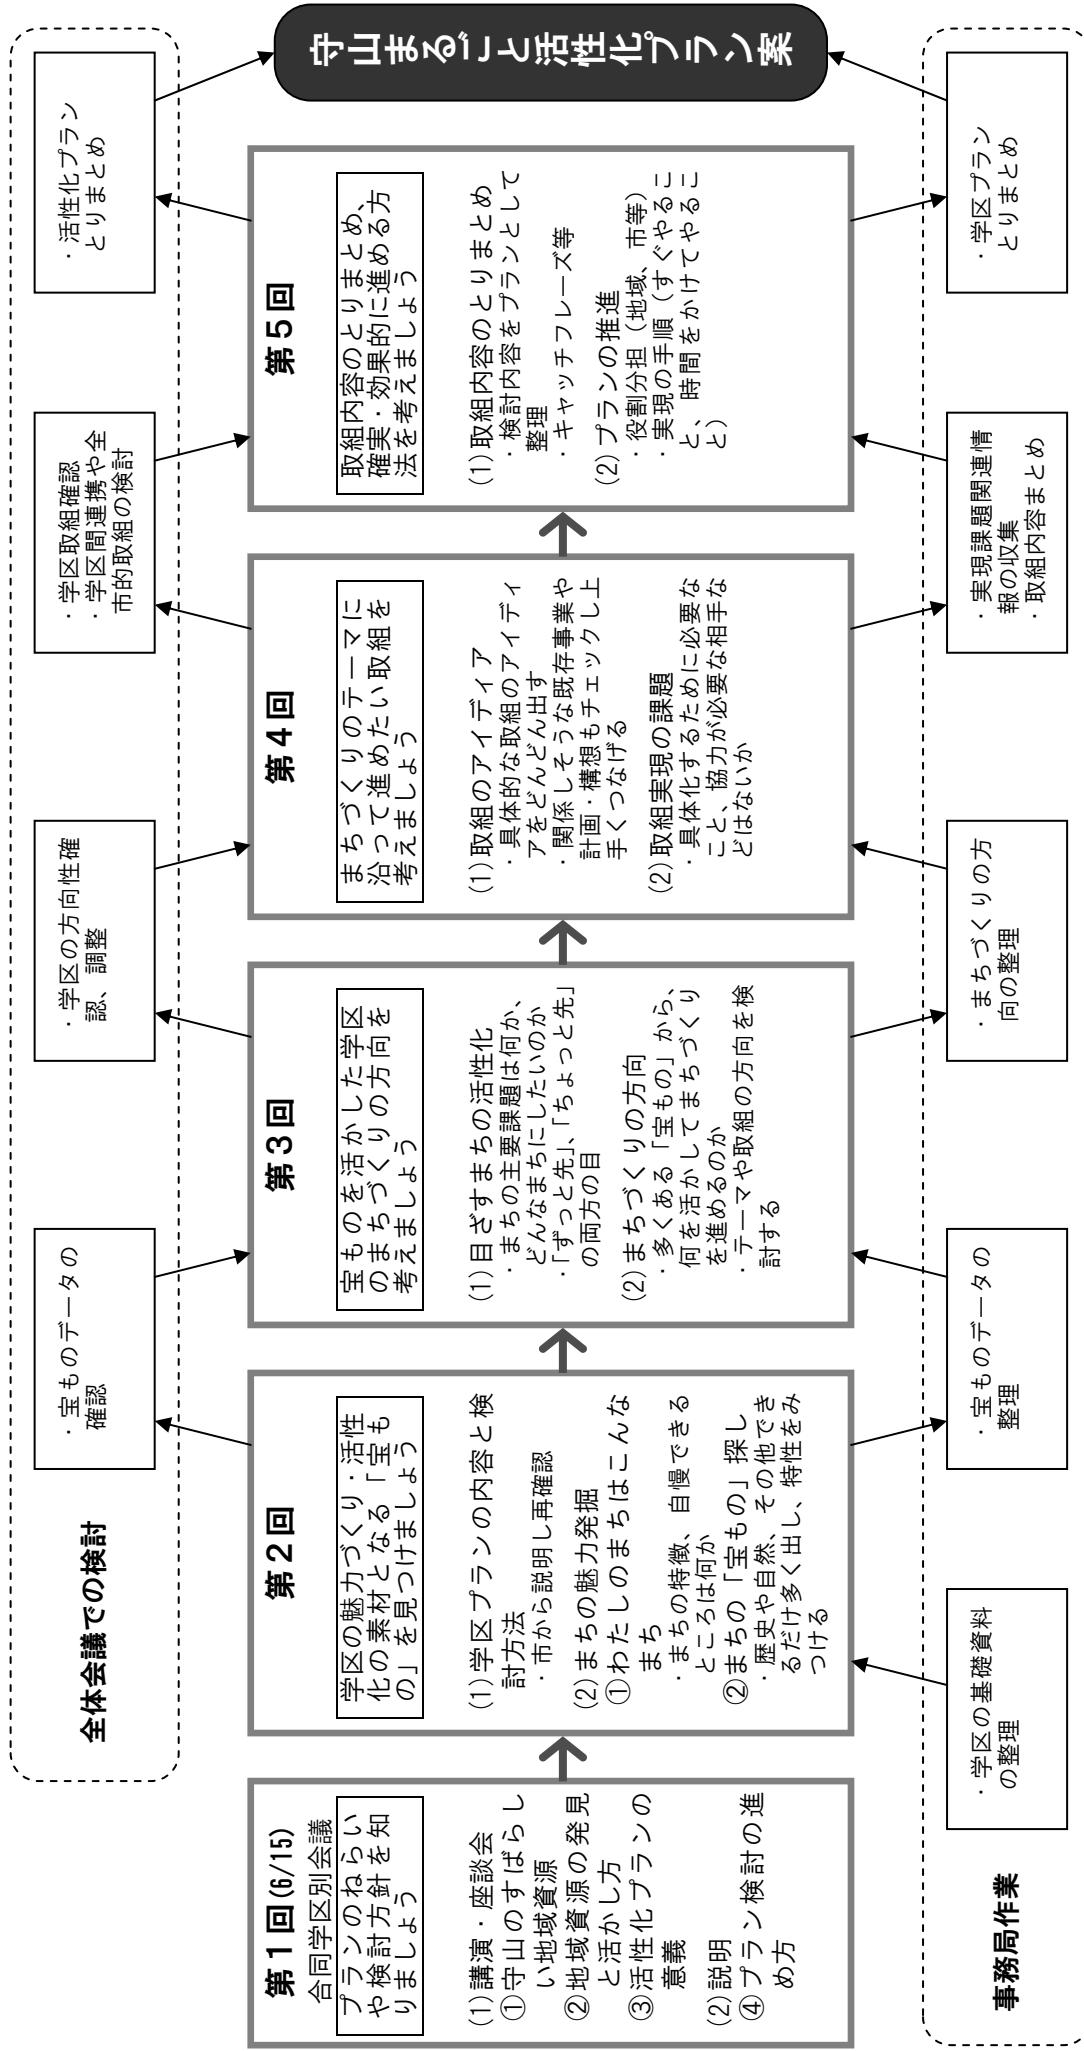 全体会議での検討
・宝ものデータの
確認
・学区の方向性確
認、調整
・学区取組確認
・学区間連携や全
市的取組の検討
・活性化プラン
とりまとめ
第1回(6/15)
合同学区別会議
プランのねらい
や検討方針を知
りましょう
(1)講演・座談会
①守山のすばらし
い地域資源
②地域資源の発見
と活かし方
③活性化プランの
意義
(2)説明
④プラン検討の進
め方
第2回
学区の魅力づくり・活性
化の素材となる「宝も
の」を見つけましょう
(1)学区プランの内容と検
討方法
・市から説明し再確認
(2)まちの魅力発掘
①わたしのまちはこんな
まち
・まちの特徴、自慢できる
ところは何か
②まちの「宝もの」探し
・歴史や自然、その他でき
るだけ多く出し、特性をみ
つける
第3回
宝ものを活かした学区
のまちづくりの方向を
考えましょう
(1)目ざすまちの活性化
・まちの主要課題は何か、
どんなまちにしたいのか
・「ずっと先」、「ちょっと先」
の両方の目
(2)まちづくりの方向
・多くある「宝もの」から、
何を活かしてまちづくり
を進めるのか
・テーマや取組の方向を検
討する
第4回
まちづくりのテーマに
沿って進めたい取組を
考えましょう
(1)取組のアイディア
・具体的な取組のアイディ
アをどんどん出す
・関係しそうな既存事業や
計画・構想もチェックし上
手くつなげる
(2)取組実現の課題
・具体化するために必要な
こと、協力が必要な相手な
どはないか
第5回
取組内容のとりまとめ、
確実・効果的に進める方
法を考えましょう
(1)取組内容のとりまとめ
・検討内容をプランとして
整理
・キャッチフレーズ等
(2)プランの推進
・役割分担（地域、市等）
・実現の手順（すぐやるこ
と、時間をかけてやるこ
と）
守山まるごと活性化プラン案
事務局作業
・学区の基礎資料
の整理
・宝ものデータの
整理
・まちづくりの方
向の整理
・実現課題関連情
報の収集
・取組内容まとめ
・学区プラン
とりまとめ